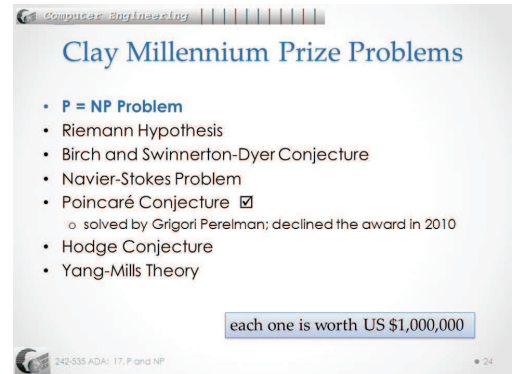 Computer Engineering
Clay Millennium Prize Problems
• P = NP Problem
• Riemann Hypothesis
• Birch and Swinnerton-Dyer Conjecture
• Navier-Stokes Problem
• Poincaré Conjecture ☑
o solved by Grigori Perelman; declined the award in 2010
• Hodge Conjecture
• Yang-Mills Theory
each one is worth US $1,000,000
242-535 ADA: 17. P and NP
• 24